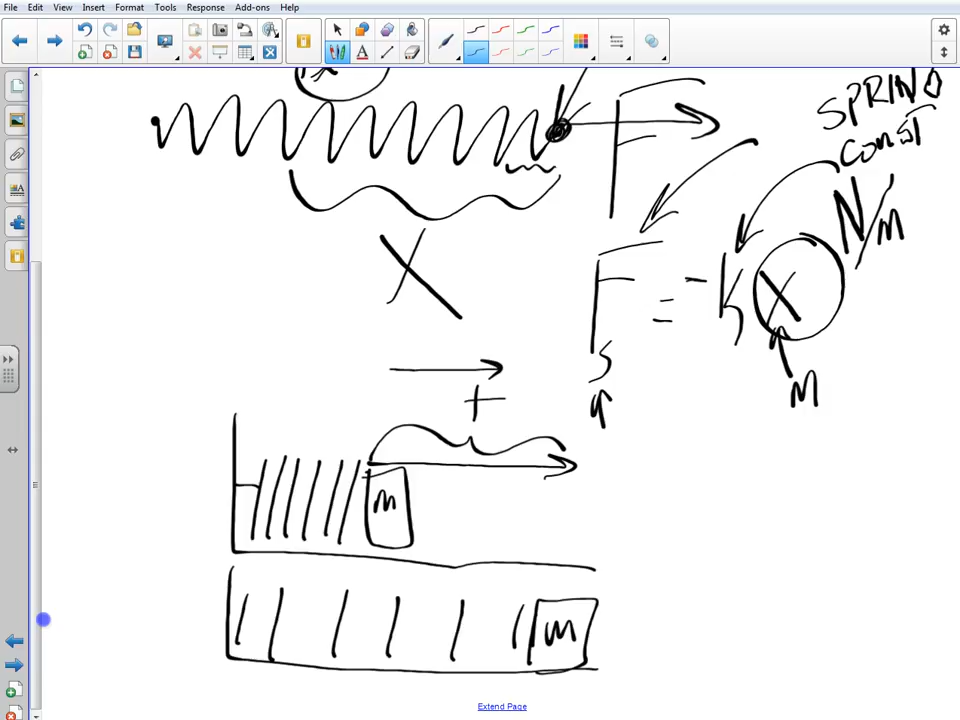 File Edit View Insert Format Tools Response Add-ons Help
A
SPRING
CONST
F
N/M
X
F = -kX
S
M
+
m
m
Extend Page